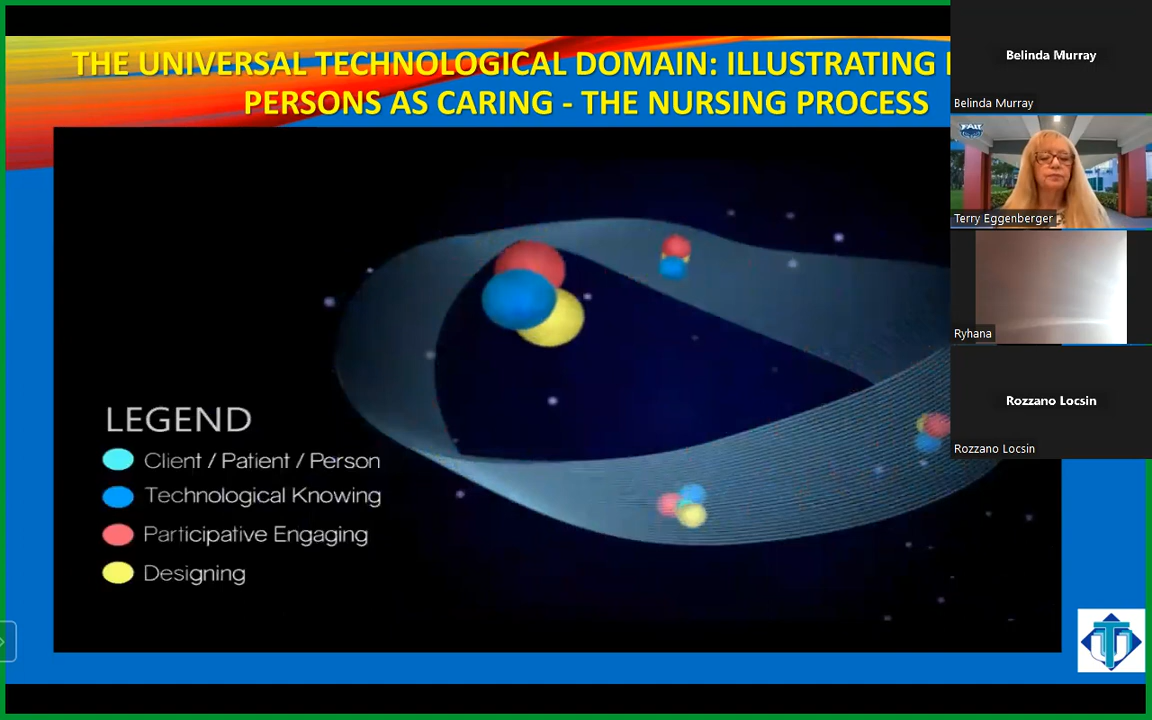 THE UNIVERSAL TECHNOLOGICAL DOMAIN: ILLUSTRATING
PERSONS AS CARING - THE NURSING PROCESS
LEGEND
Client / Patient / Person
Technological Knowing
Participative Engaging
Designing
Belinda Murray
Belinda Murray
FAU
Terry Eggenberger
Ryhana
Rozzano Locsin
Rozzano Locsin